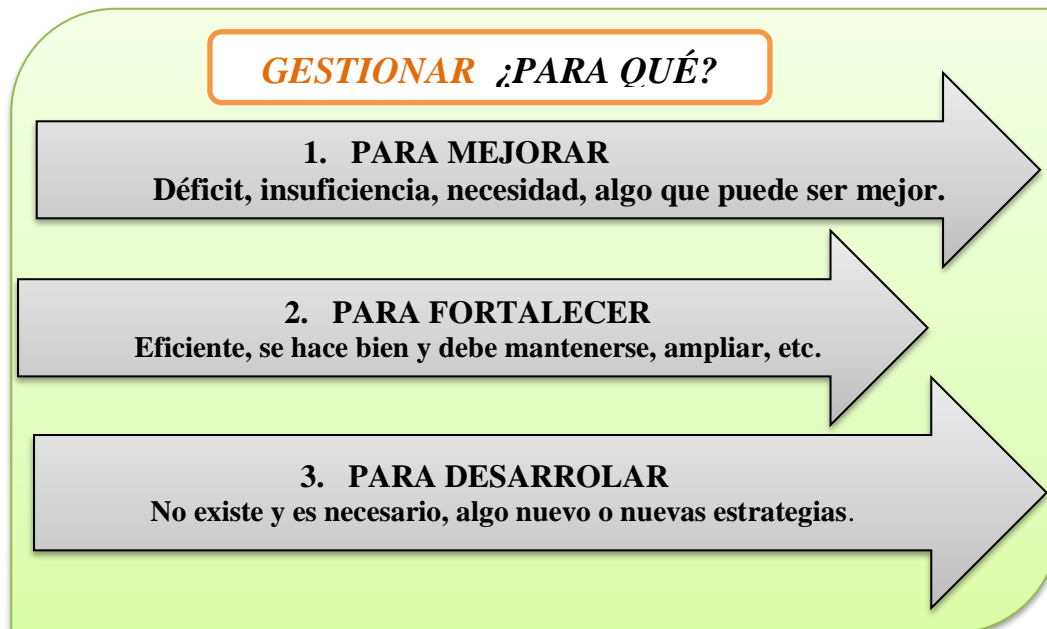 GESTIONAR ¿PARA QUÉ?
1. PARA MEJORAR
Déficit, insuficiencia, necesidad, algo que puede ser mejor.
2. PARA FORTALECER
Eficiente, se hace bien y debe mantenerse, ampliar, etc.
3. PARA DESARROLAR
No existe y es necesario, algo nuevo o nuevas estrategias.